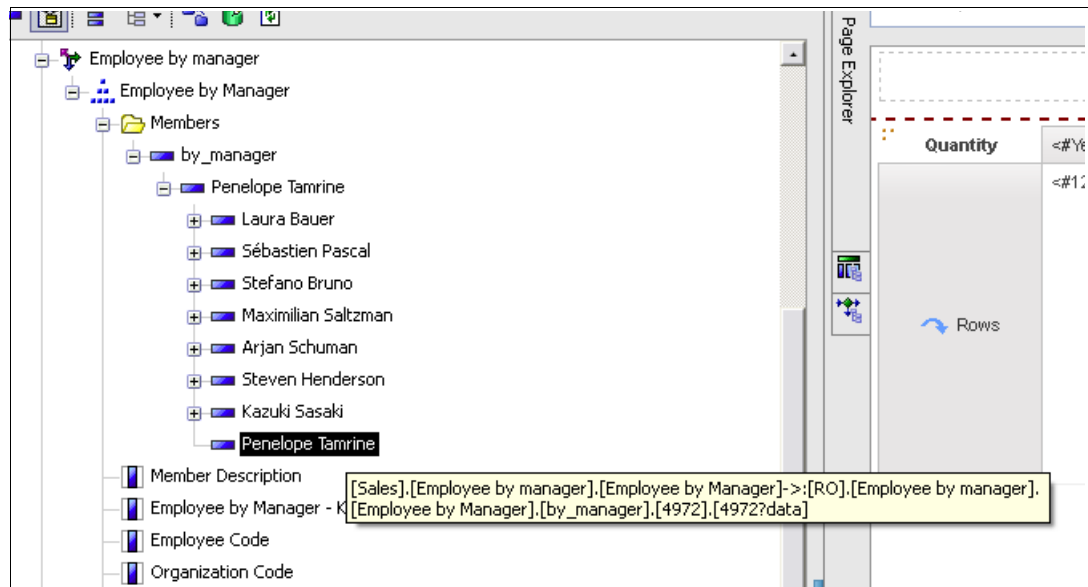 Employee by manager
Employee by Manager
Members
by_manager
Penelope Tamrine
Laura Bauer
Sébastien Pascal
Stefano Bruno
Maximilian Saltzman
Arjan Schuman
Steven Henderson
Kazuki Sasaki
Penelope Tamrine
Member Description
Employee by Manager - K
Employee Code
Organization Code
[Sales].[Employee by manager].[Employee by Manager]->:[RO].[Employee by manager].
[Employee by Manager].[by_manager].[4972].[4972?data]
Page Explorer
Quantity
<#Ye
<#12
Rows